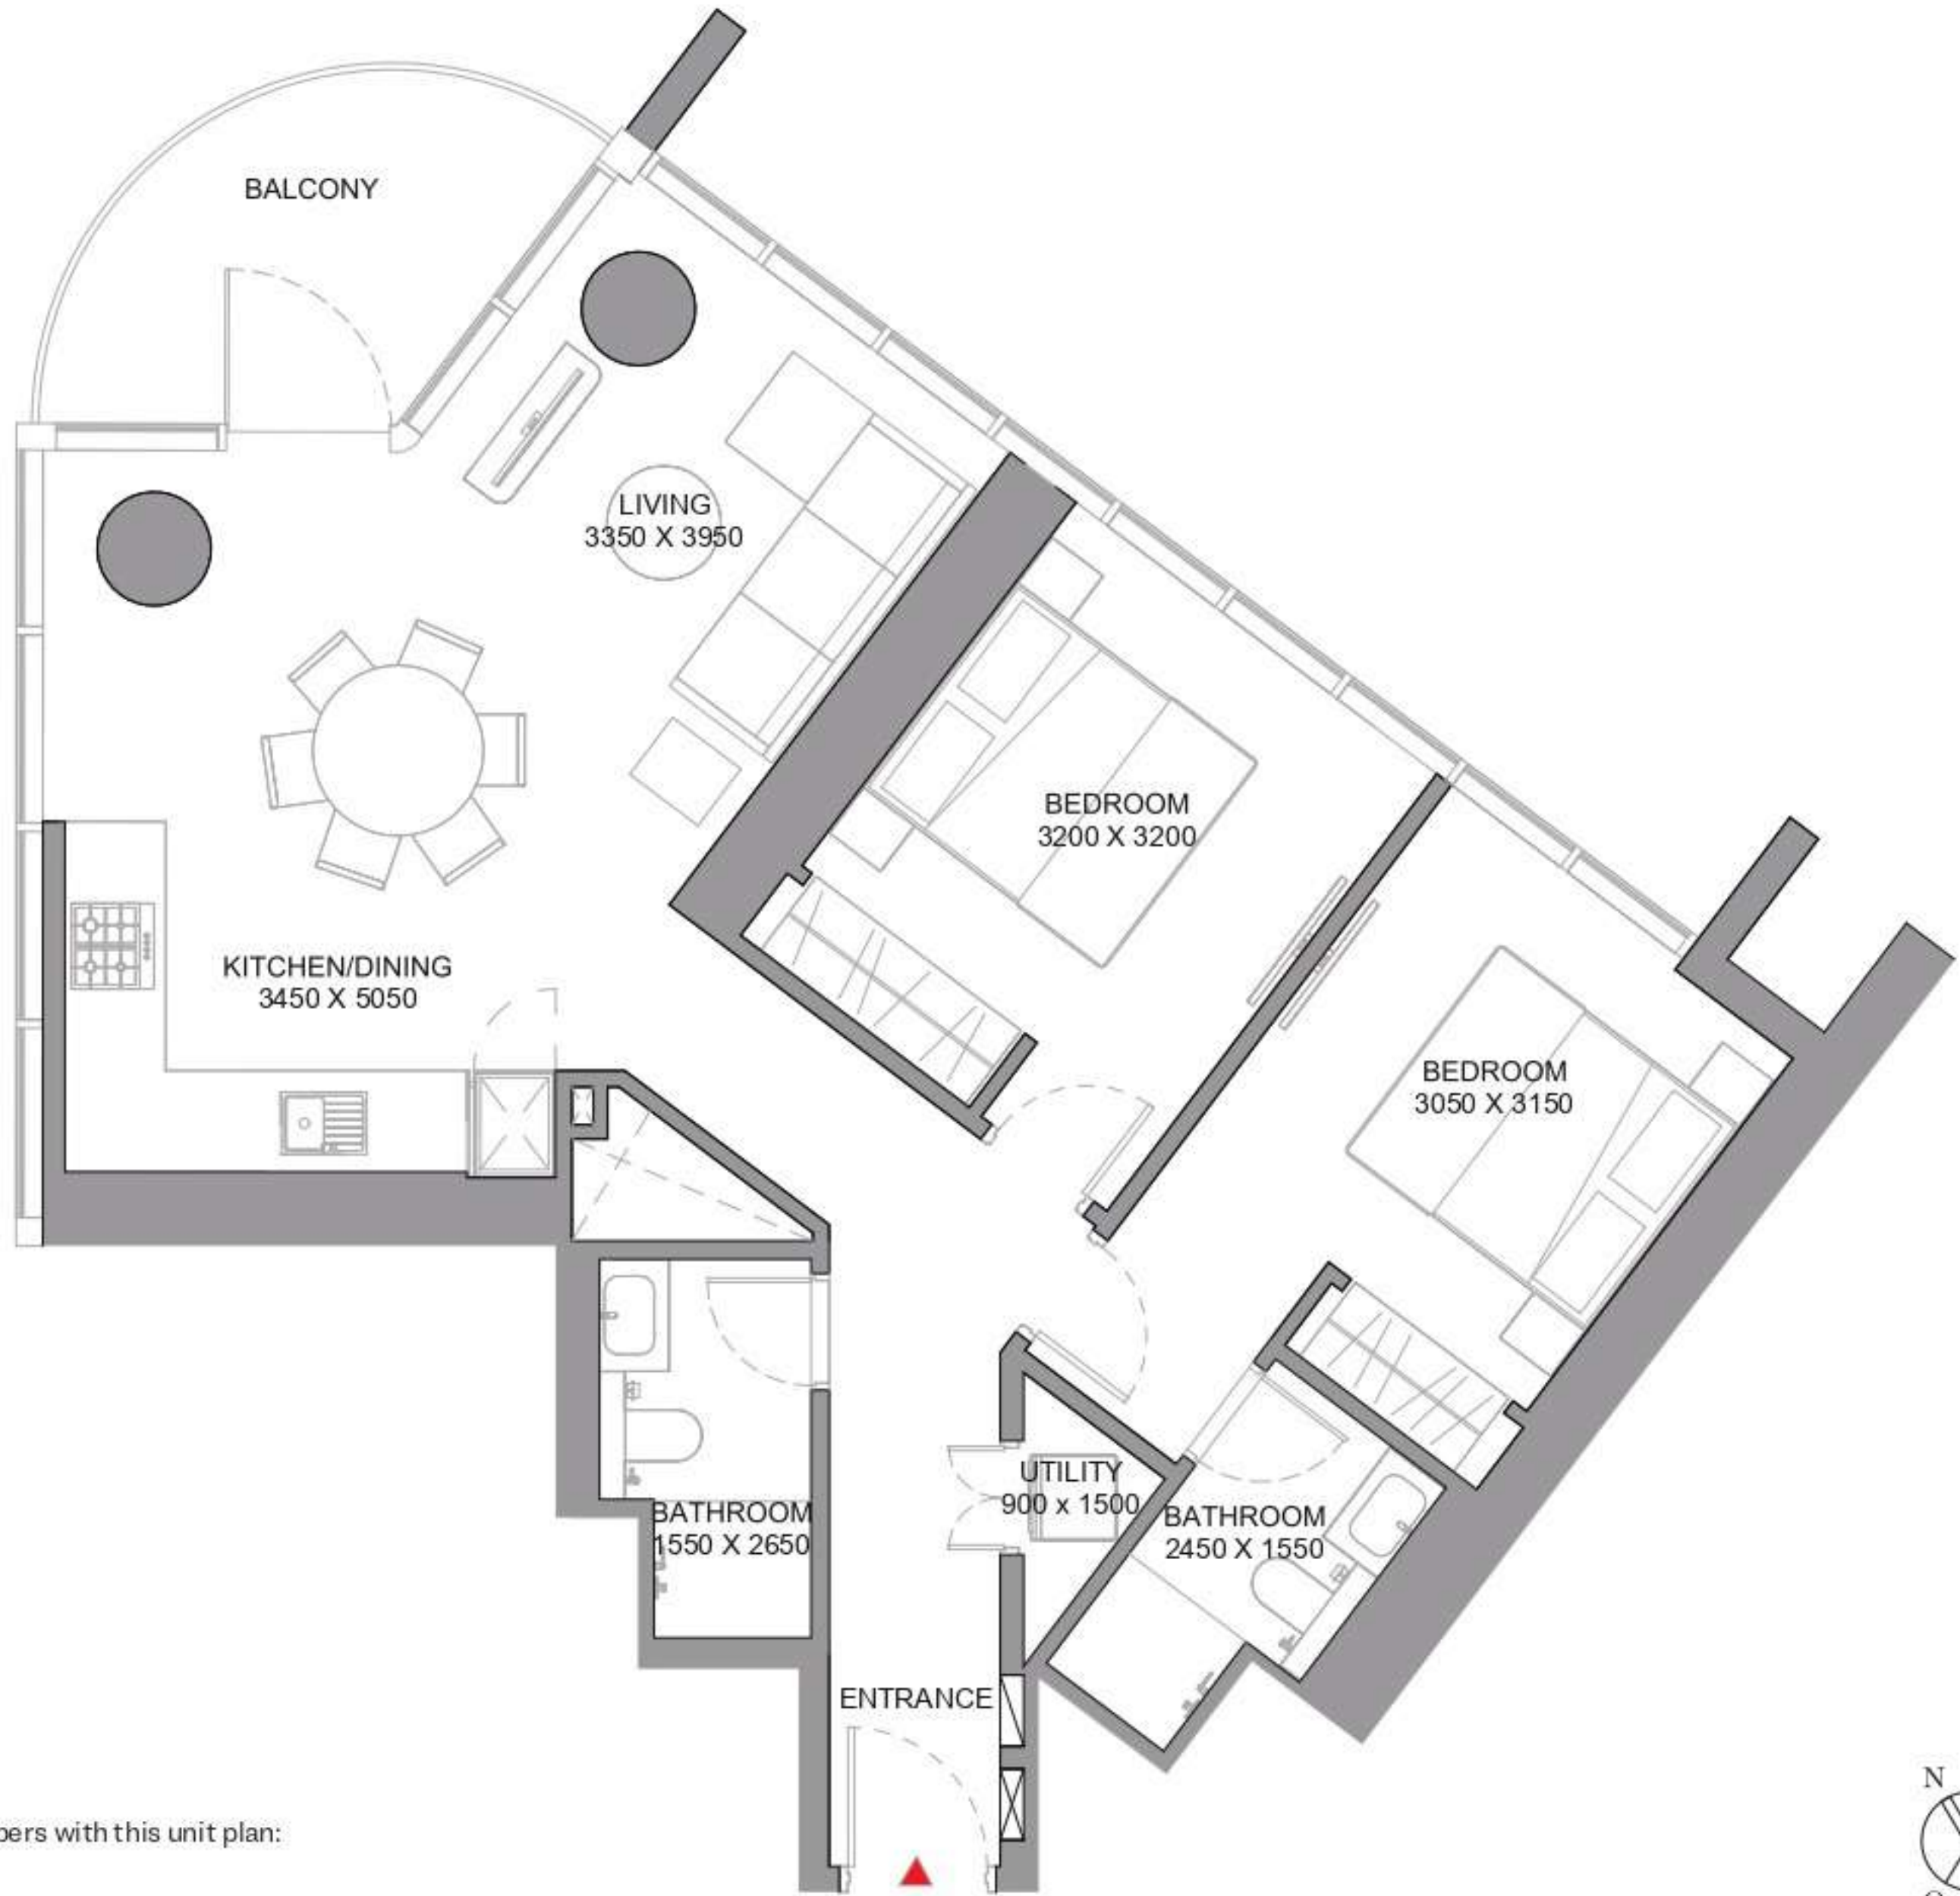 BALCONY
LIVING
3350 X 3950
BEDROOM
3200 X 3200
KITCHEN/DINING
3450 X 5050
BEDROOM
3050 X 3150
UTILITY
900 x 1500
BATHROOM
1550 X 2650
BATHROOM
2450 X 1550
ENTRANCE
N
with this unit plan: